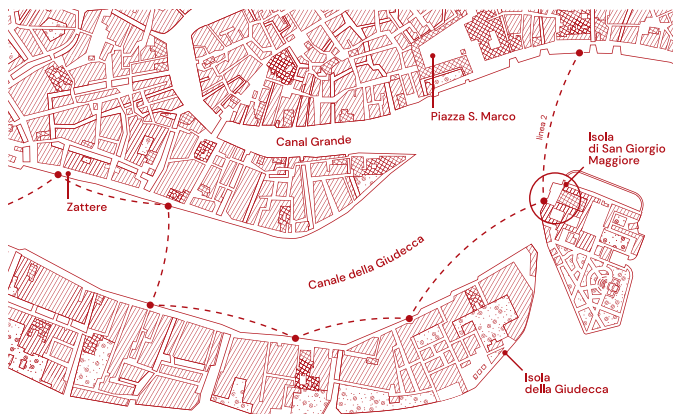 Piazza S. Marco
Canal Grande
linea 2
Isola
di San Giorgio
Maggiore
Zattere
Canale della Giudecca
Isola
della Giudecca